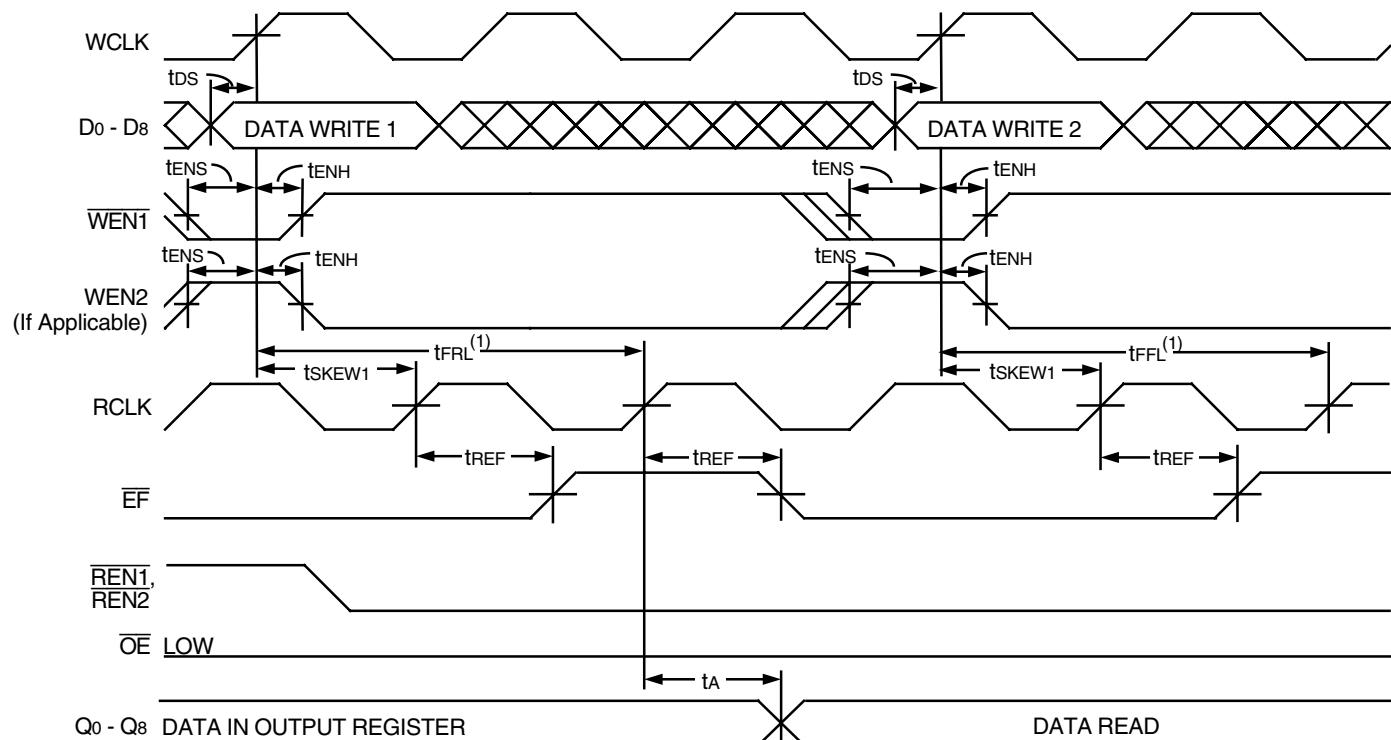 WCLK
tDS
tDS
D0 - D8
DATA WRITE 1
DATA WRITE 2
tENS
tENH
tENS
tENH
WEN1
tENS
tENH
tENS
tENH
WEN2
(If Applicable)
tFRL(1)
tFFL(1)
tSKEW1
tSKEW1
RCLK
tREF
tREF
tREF
EF
REN1,
REN2
OE
LOW
tA
Q0 - Q8
DATA IN OUTPUT REGISTER
DATA READ